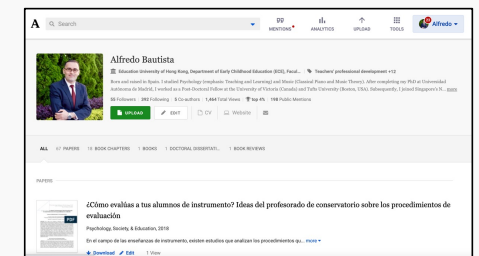 A Search MENTIONS ANALYTICS UPLOAD TOOLS Alfredo
Alfredo Bautista
Education University of Hong Kong, Department of Early Childhood Education (ECE), Facul... Teachers' professional development +12
Born and raised in Spain. I studied Psychology (emphasis: Teaching and Learning) and Music (Classical Piano and Music Theory). After completing my PhD at Universidad
Autónoma de Madrid, I worked as a Post-Doctoral Fellow at the University of Victoria (Canada) and Tufts University (Boston, USA). Subsequently, I joined Singapore's N... more
Followers Following 5 Co-authors 1,464 Total Views top 4% 198 Public Mentions
UPLOAD EDIT CV Website
ALL 67 PAPERS 10 BOOK CHAPTERS 1 BOOKS 1 DOCTORAL DISSERTATI... 1 BOOK REVIEWS
PAPERS
PDF
¿Cómo evalúas a tus alumnos de instrumento? Ideas del profesorado de conservatorio sobre los procedimientos de
evaluación
Psychology, Society, & Education, 2018
En el campo de las enseñanzas de instrumento, existen estudios que analizan los procedimientos qu... more
Download Edit 1 View